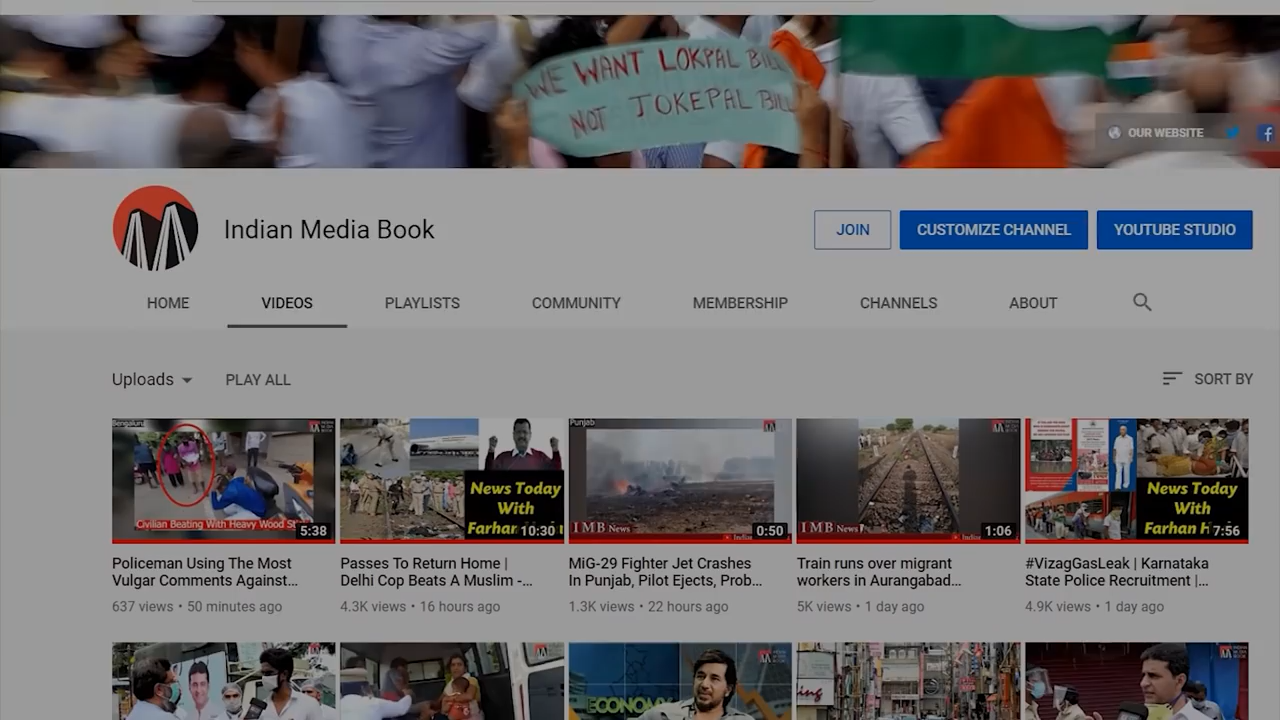 WE WANT LOKPAL BILL
NOT JOKEPAL BILL
OUR WEBSITE
Indian Media Book
JOIN
CUSTOMIZE CHANNEL
YOUTUBE STUDIO
HOME
VIDEOS
PLAYLISTS
COMMUNITY
MEMBERSHIP
CHANNELS
ABOUT
Uploads
PLAY ALL
SORT BY
Bengaluru
Civilian Beating With Heavy Wood
5:38
News Today
With
Farhan
10:30
Punjab
IMB News
0:50
IMB News
1:06
News Today
With
Farhan
7:56
Policeman Using The Most
Vulgar Comments Against...
637 views • 50 minutes ago
Passes To Return Home |
Delhi Cop Beats A Muslim -...
4.3K views • 16 hours ago
MiG-29 Fighter Jet Crashes
In Punjab, Pilot Ejects, Prob...
1.3K views • 22 hours ago
Train runs over migrant
workers in Aurangabad...
5K views • 1 day ago
#VizagGasLeak | Karnataka
State Police Recruitment |...
4.9K views • 1 day ago
ECONOM